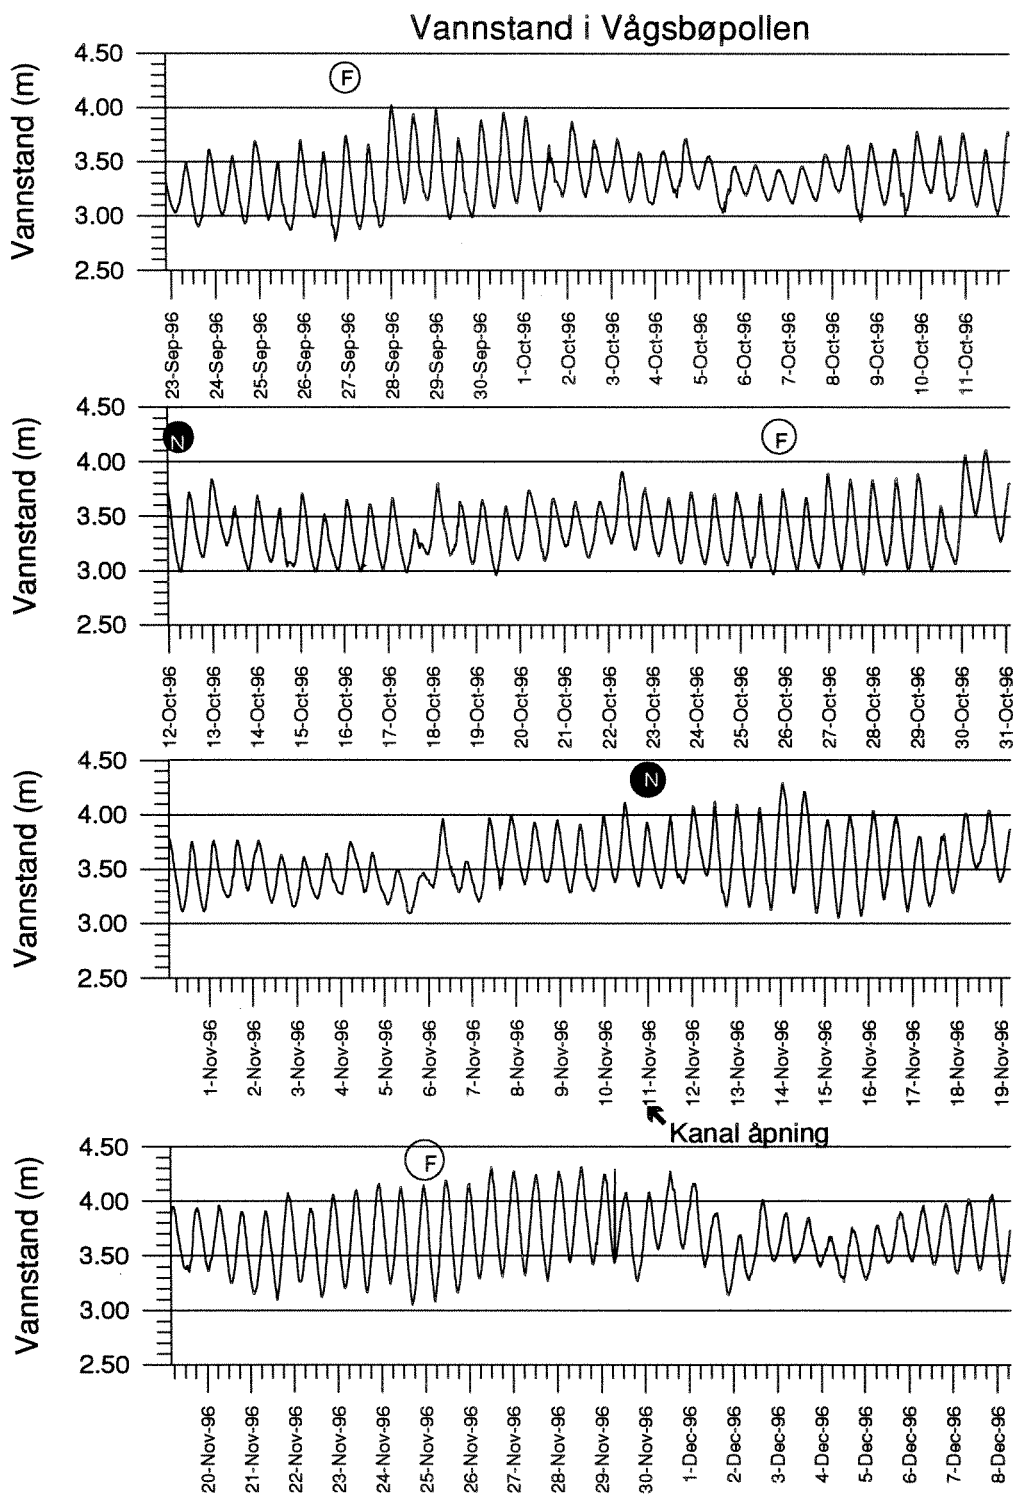 Vannstand i Vågsbøpollen
Vannstand (m)
4.50
4.00
3.50
3.00
2.50
F
23-Sep-96
24-Sep-96
25-Sep-96
26-Sep-96
27-Sep-96
28-Sep-96
29-Sep-96
30-Sep-96
1-Oct-96
2-Oct-96
3-Oct-96
4-Oct-96
5-Oct-96
6-Oct-96
7-Oct-96
8-Oct-96
9-Oct-96
10-Oct-96
11-Oct-96
Vannstand (m)
4.50
4.00
3.50
3.00
2.50
N
F
12-Oct-96
13-Oct-96
14-Oct-96
15-Oct-96
16-Oct-96
17-Oct-96
18-Oct-96
19-Oct-96
20-Oct-96
21-Oct-96
22-Oct-96
23-Oct-96
24-Oct-96
25-Oct-96
26-Oct-96
27-Oct-96
28-Oct-96
29-Oct-96
30-Oct-96
31-Oct-96
Vannstand (m)
4.50
4.00
3.50
3.00
2.50
N
1-Nov-96
2-Nov-96
3-Nov-96
4-Nov-96
5-Nov-96
6-Nov-96
7-Nov-96
8-Nov-96
9-Nov-96
10-Nov-96
11-Nov-96
12-Nov-96
13-Nov-96
14-Nov-96
15-Nov-96
16-Nov-96
17-Nov-96
18-Nov-96
19-Nov-96
Kanal åpning
Vannstand (m)
4.50
4.00
3.50
3.00
2.50
F
20-Nov-96
21-Nov-96
22-Nov-96
23-Nov-96
24-Nov-96
25-Nov-96
26-Nov-96
27-Nov-96
28-Nov-96
29-Nov-96
30-Nov-96
1-Dec-96
2-Dec-96
3-Dec-96
4-Dec-96
5-Dec-96
6-Dec-96
7-Dec-96
8-Dec-96